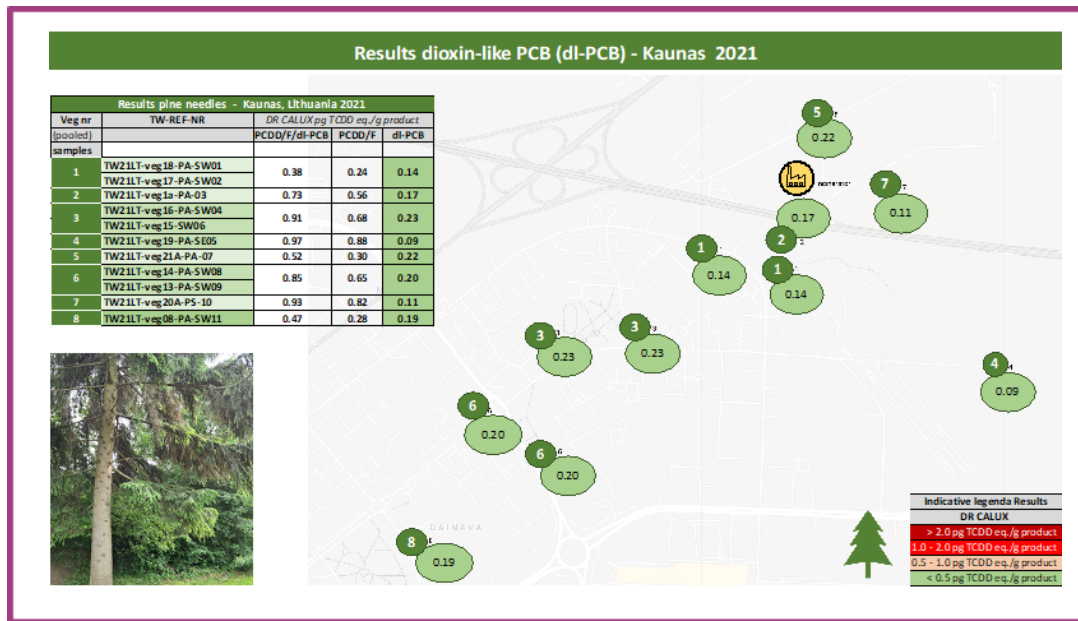 Results dioxin-like PCB (dl-PCB) - Kaunas 2021
Results pine needles - Kaunas, Lithuania 2021
Veg nr TW-REF-NR DR CALUX pg TCDD eq./g product
(pooled) PCDD/F/dl-PCB PCDD/F dl-PCB
samples
1 TW21LT-veg18-PA-SW01 0.38 0.24 0.14
TW21LT-veg17-PA-SW02
2 TW21LT-veg1a-PA-03 0.73 0.56 0.17
3 TW21LT-veg16-PA-SW04 0.91 0.68 0.23
TW21LT-veg15-SW06
4 TW21LT-veg19-PA-SE05 0.97 0.88 0.09
5 TW21LT-veg21A-PA-07 0.52 0.30 0.22
6 TW21LT-veg14-PA-SW08 0.85 0.65 0.20
TW21LT-veg13-PA-SW09
7 TW21LT-veg20A-PS-10 0.93 0.82 0.11
8 TW21LT-veg08-PA-SW11 0.47 0.28 0.19
5
0.22
7
0.11
0.17
2
1
0.14
1
0.14
3
0.23
3
0.23
4
0.09
6
0.20
6
0.20
DAINAVA
8
0.19
Indicative legenda Results
DR CALUX
> 2.0 pg TCDD eq./g product
1.0 - 2.0 pg TCDD eq./g product
0.5 - 1.0 pg TCDD eq./g product
< 0.5 pg TCDD eq./g product